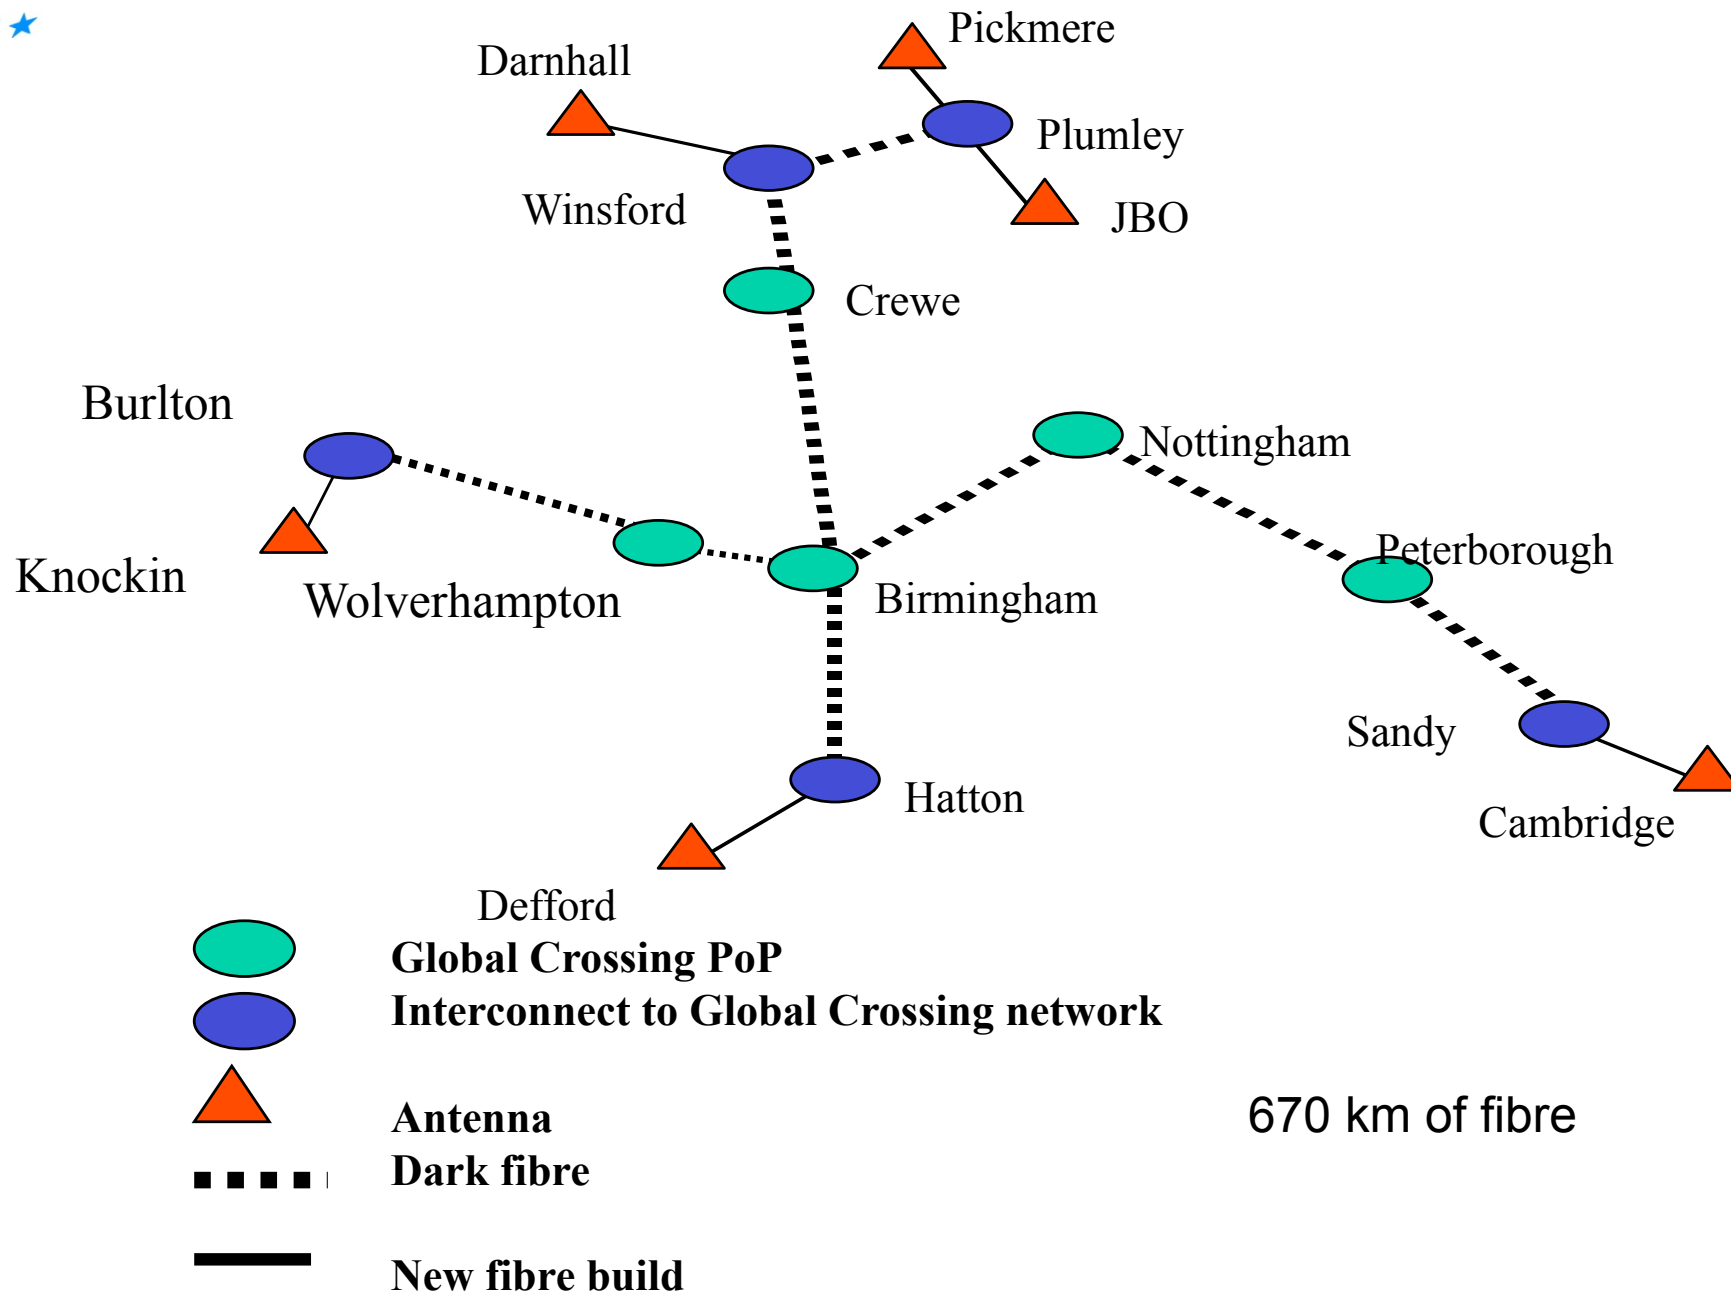 Pickmere
Darnhall
Plumley
Winsford
JBO
Crewe
Burlton
Nottingham
Peterborough
Knockin
Wolverhampton
Birmingham
Sandy
Hatton
Cambridge
Defford
Global Crossing PoP
Interconnect to Global Crossing network
Antenna
670 km of fibre
Dark fibre
New fibre build